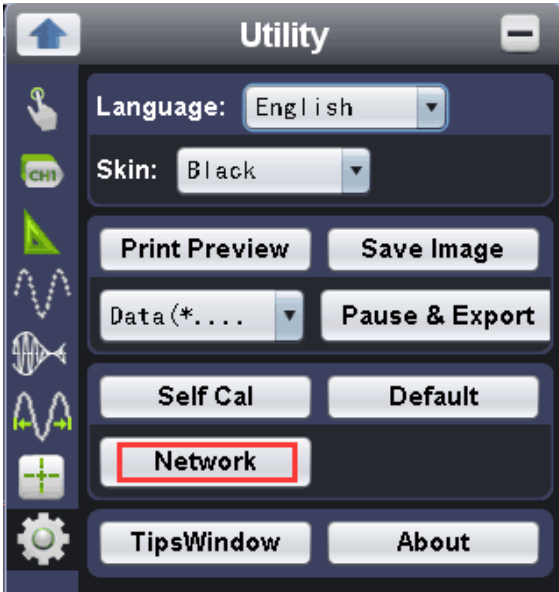 Utility
Language: English
CH1
Skin: Black
Print Preview Save Image
Data(*.... Pause & Export
Self Cal Default
Network
TipsWindow About